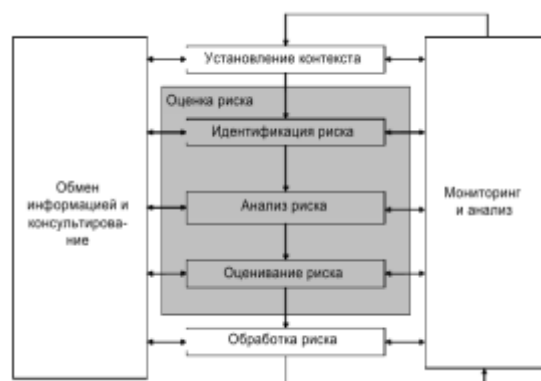 Установление контекста
Оценка риска
Идентификация риска
Обмен
информацией и
консультирова-
ние
Анализ риска
Мониторинг
и анализ
Оценивание риска
Обработка риска